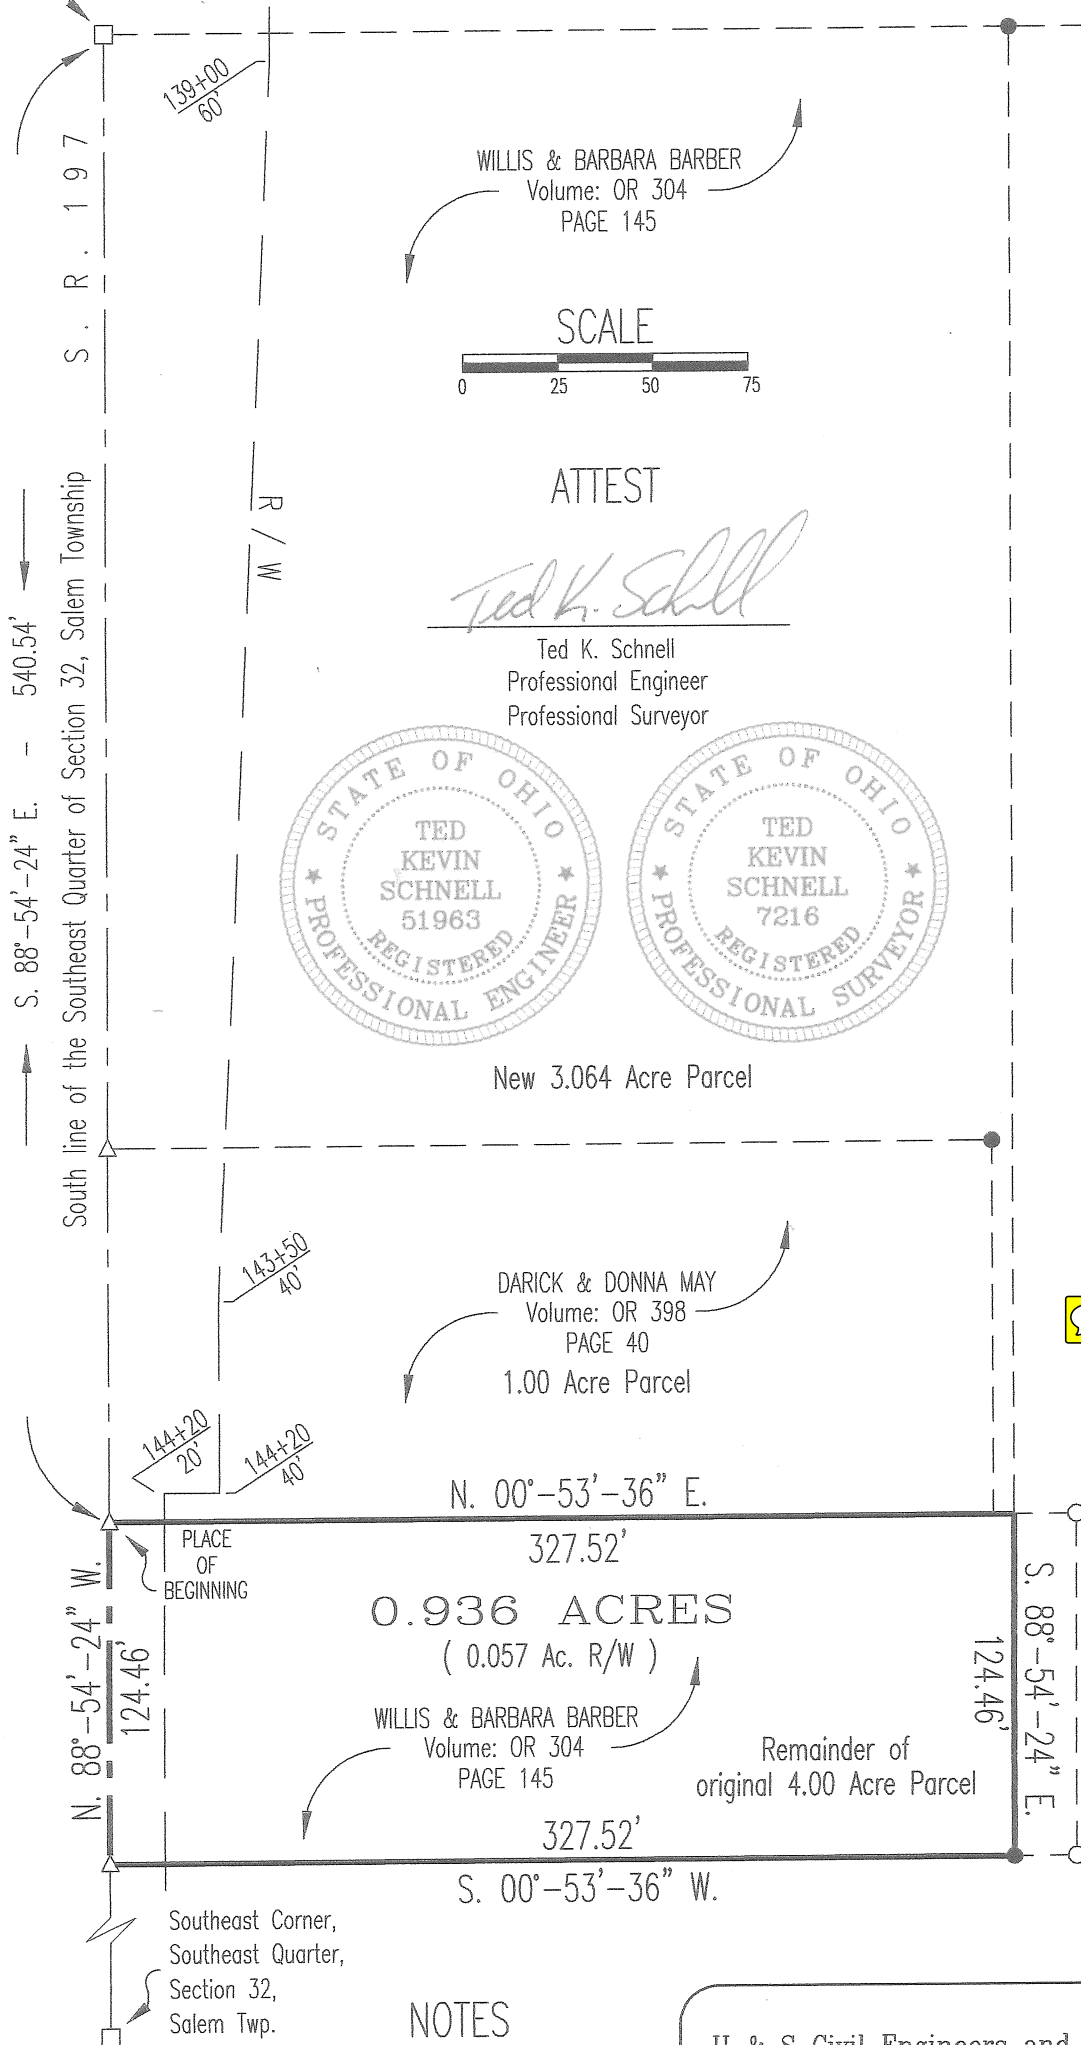 139+00
60'
S. R. 197
WILLIS & BARBARA BARBER
Volume: OR 304
PAGE 145
SCALE
0 25 50 75
R/W
ATTEST
Ted K. Schnell
Ted K. Schnell
Professional Engineer
Professional Surveyor
STATE OF OHIO
TED
KEVIN
SCHNELL
51963
REGISTERED
★ PROFESSIONAL ENGINEER ★
STATE OF OHIO
TED
KEVIN
SCHNELL
7216
REGISTERED
★ PROFESSIONAL SURVEYOR ★
S. 88°-54'-24" E. - 540.54'
South line of the Southeast Quarter of Section 32, Salem Township
New 3.064 Acre Parcel
143+50
40'
DARICK & DONNA MAY
Volume: OR 398
PAGE 40
1.00 Acre Parcel
144+20
20'
144+20
40'
N. 00°-53'-36" E.
327.52'
PLACE
OF
BEGINNING
N. 88°-54'-24" W.
124.46'
0.936 ACRES
( 0.057 Ac. R/W )
124.46'
S. 88°-54'-24" E.
WILLIS & BARBARA BARBER
Volume: OR 304
PAGE 145
Remainder of
original 4.00 Acre Parcel
327.52'
S. 00°-53'-36" W.
Southeast Corner,
Southeast Quarter,
Section 32,
Salem Twp.
NOTES
H & S Civil Engineers and